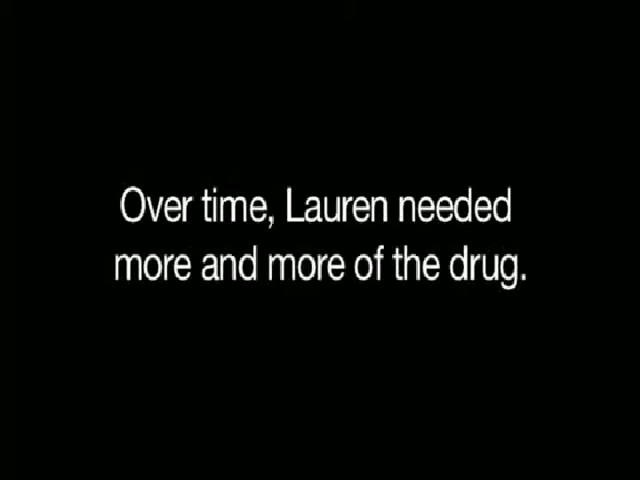 Over time, Lauren needed
more and more of the drug.